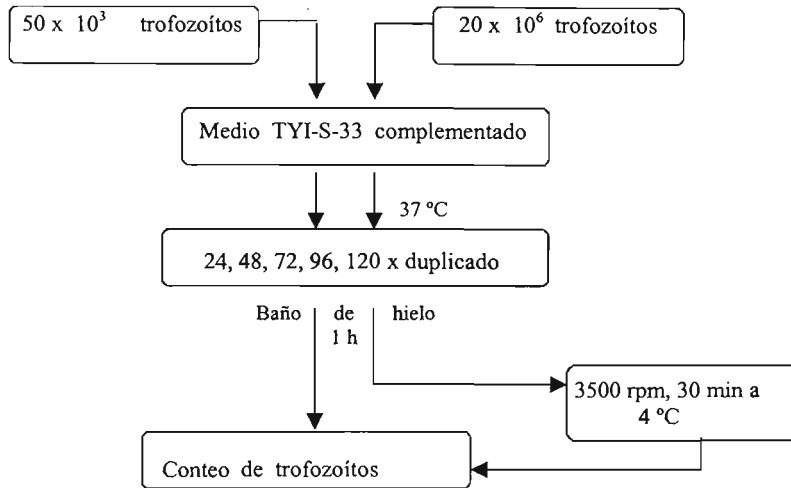 50 x 10³ trofozoítos
20 x 10⁶ trofozoítos
Medio TYI-S-33 complementado
37 ºC
24, 48, 72, 96, 120 x duplicado
Baño de hielo
1 h
3500 rpm, 30 min a
4 ºC
Conteo de trofozoítos